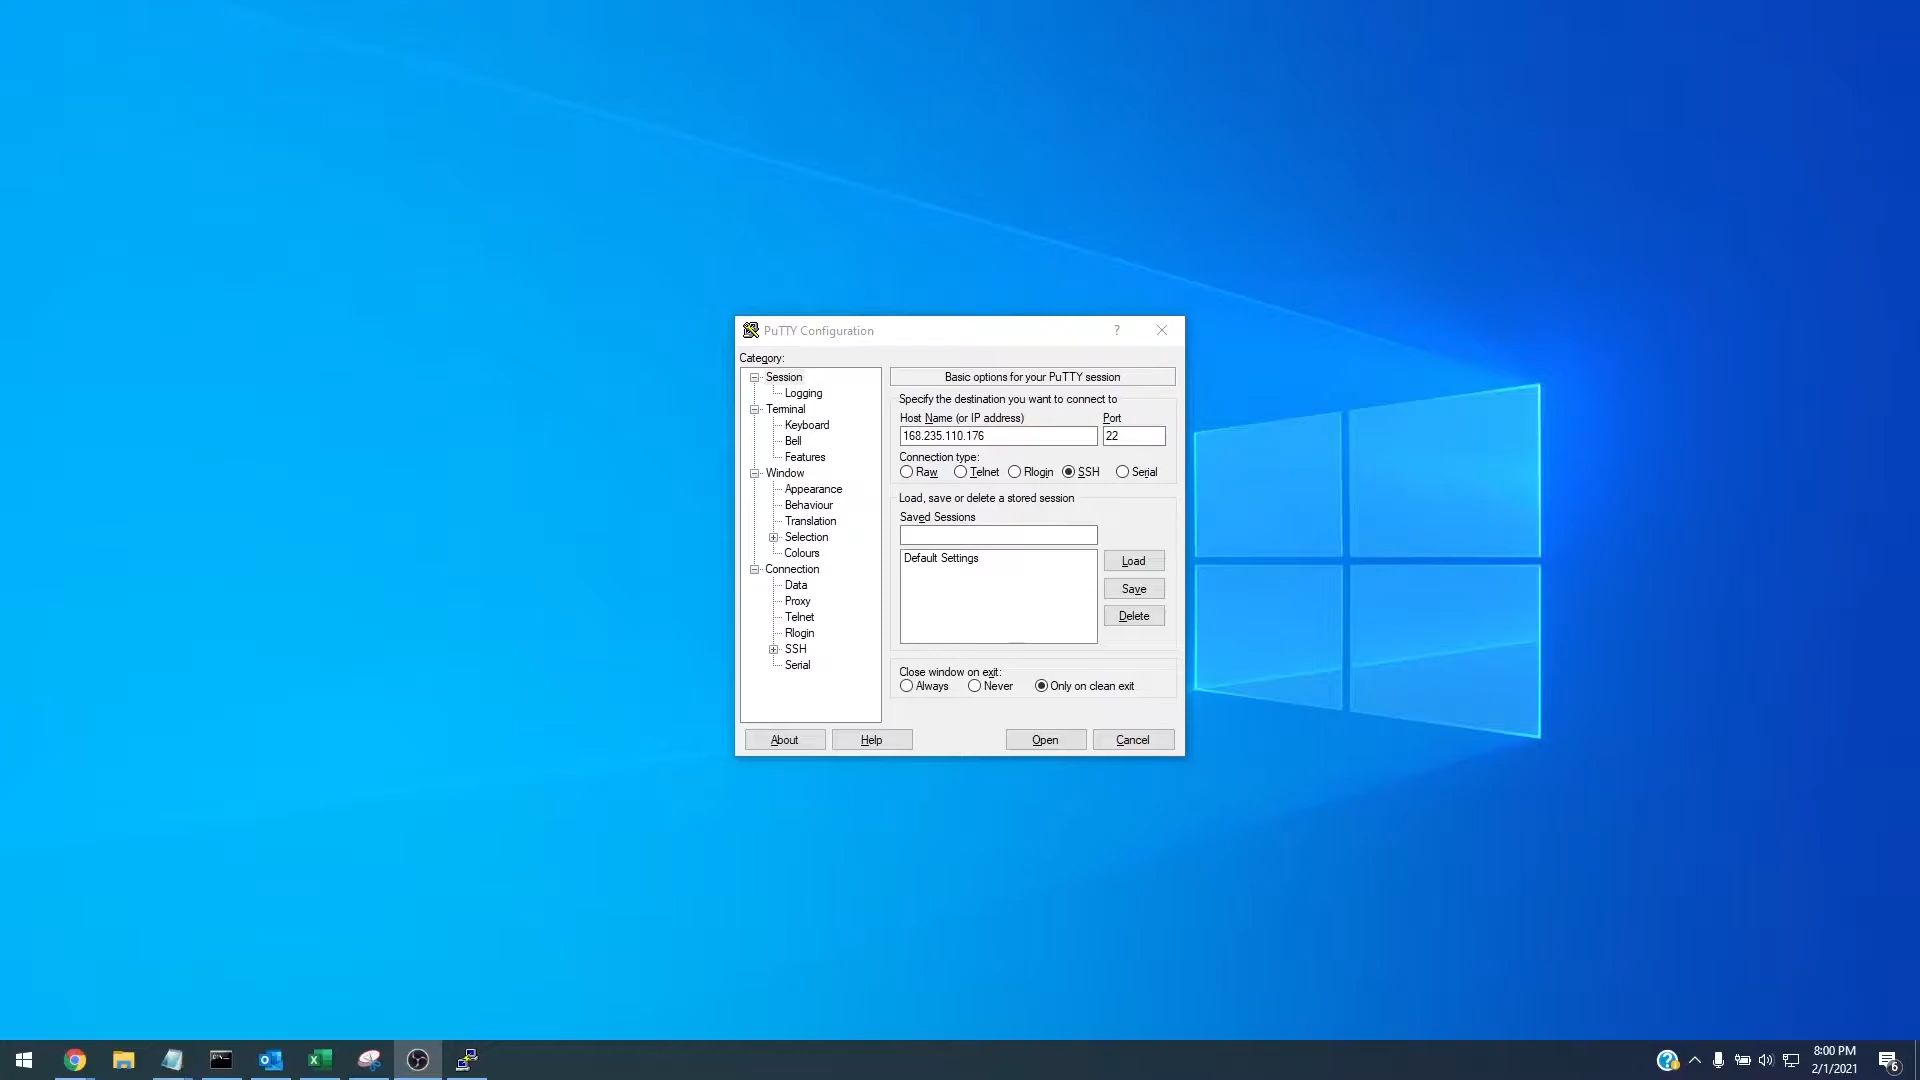 PuTTY Configuration
?
Category:
Session
Logging
Terminal
Keyboard
Bell
Features
Window
Appearance
Behaviour
Translation
Selection
Colours
Connection
Data
Proxy
Telnet
Rlogin
SSH
Serial
Basic options for your PuTTY session
Specify the destination you want to connect to
Host Name (or IP address) Port
168.235.110.176 22
Connection type:
Raw Telnet Rlogin SSH Serial
Load, save or delete a stored session
Saved Sessions
Default Settings
Load
Save
Delete
Close window on exit:
Always Never Only on clean exit
About Help Open Cancel
8:00 PM
2/1/2021
6